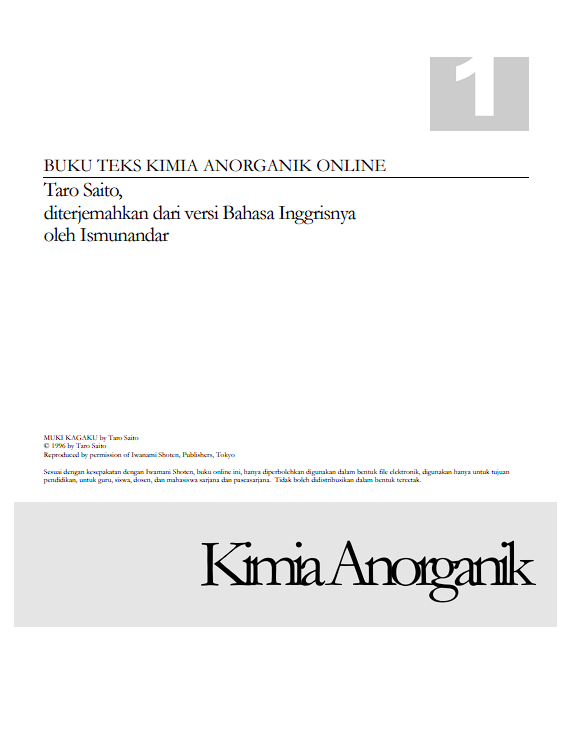 1
BUKU TEKS KIMIA ANORGANIK ONLINE
Taro Saito,
diterjemahkan dari versi Bahasa Inggrisnya
oleh Ismunandar
MUKI KAGAKU by Taro Saito
© 1996 by Taro Saito
Reproduced by permission of Iwanami Shoten, Publishers, Tokyo
Sesuai dengan kesepakatan dengan Iwamani Shoten, buku online ini, hanya diperbolehkan digunakan dalam bentuk file elektronik, digunakan hanya untuk tujuan
pendidikan, untuk guru, siswa, dosen, dan mahasiswa sarjana dan pascasarjana. Tidak boleh didistribusikan dalam bentuk tercetak.
Kimia Anorganik